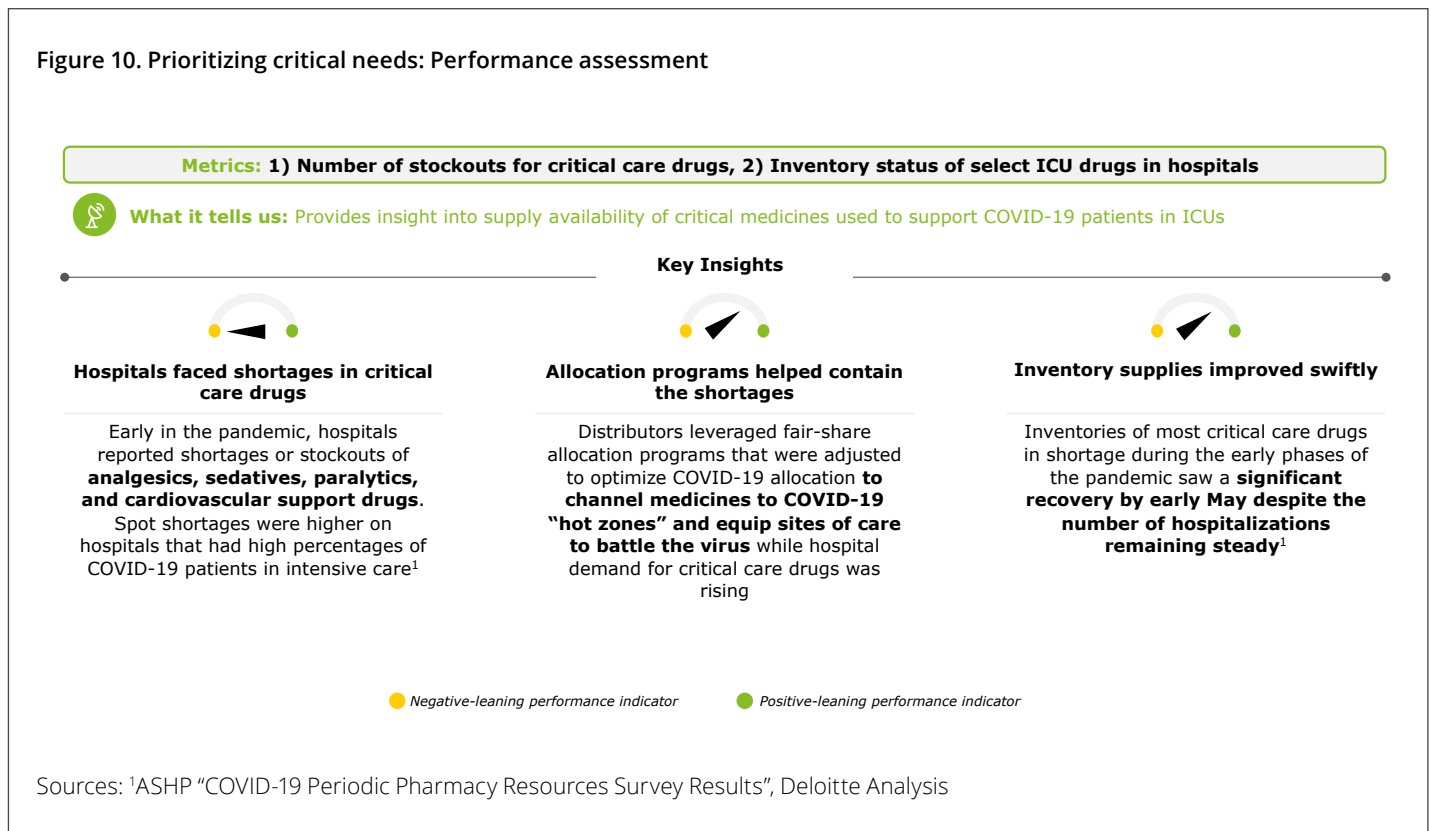 Figure 10. Prioritizing critical needs: Performance assessment
Metrics: 1) Number of stockouts for critical care drugs, 2) Inventory status of select ICU drugs in hospitals
What it tells us: Provides insight into supply availability of critical medicines used to support COVID-19 patients in ICUs
Key Insights
Hospitals faced shortages in critical
care drugs
Early in the pandemic, hospitals
reported shortages or stockouts of
analgesics, sedatives, paralytics,
and cardiovascular support drugs.
Spot shortages were higher on
hospitals that had high percentages of
COVID-19 patients in intensive care¹
Allocation programs helped contain
the shortages
Distributors leveraged fair-share
allocation programs that were adjusted
to optimize COVID-19 allocation to
channel medicines to COVID-19
“hot zones” and equip sites of care
to battle the virus while hospital
demand for critical care drugs was
rising
Inventory supplies improved swiftly
Inventories of most critical care drugs
in shortage during the early phases of
the pandemic saw a significant
recovery by early May despite the
number of hospitalizations
remaining steady¹
Negative-leaning performance indicator
Positive-leaning performance indicator
Sources: ¹ASHP “COVID-19 Periodic Pharmacy Resources Survey Results”, Deloitte Analysis